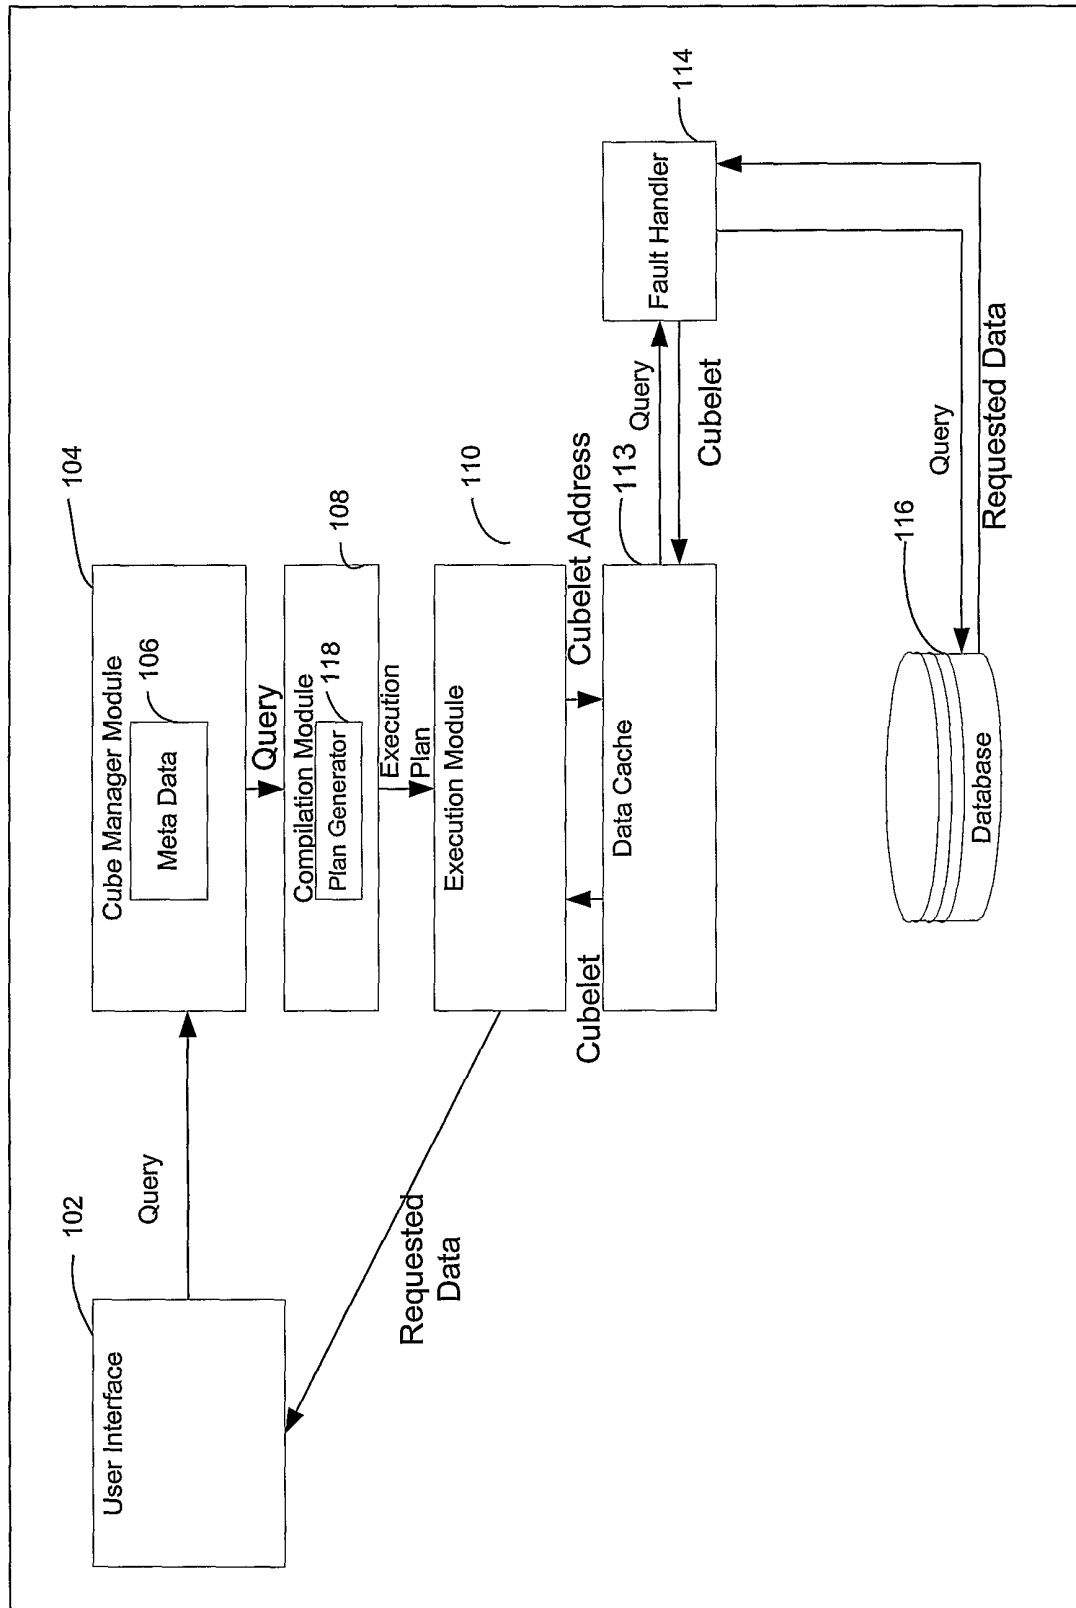 102
User Interface
Query
Requested
Data
104
Cube Manager Module
106
Meta Data
Query
108
Compilation Module
118
Plan Generator
Execution
Plan
110
Execution Module
Cubelet
Cubelet Address
113
Data Cache
Query
Cubelet
114
Fault Handler
Query
Requested Data
116
Database